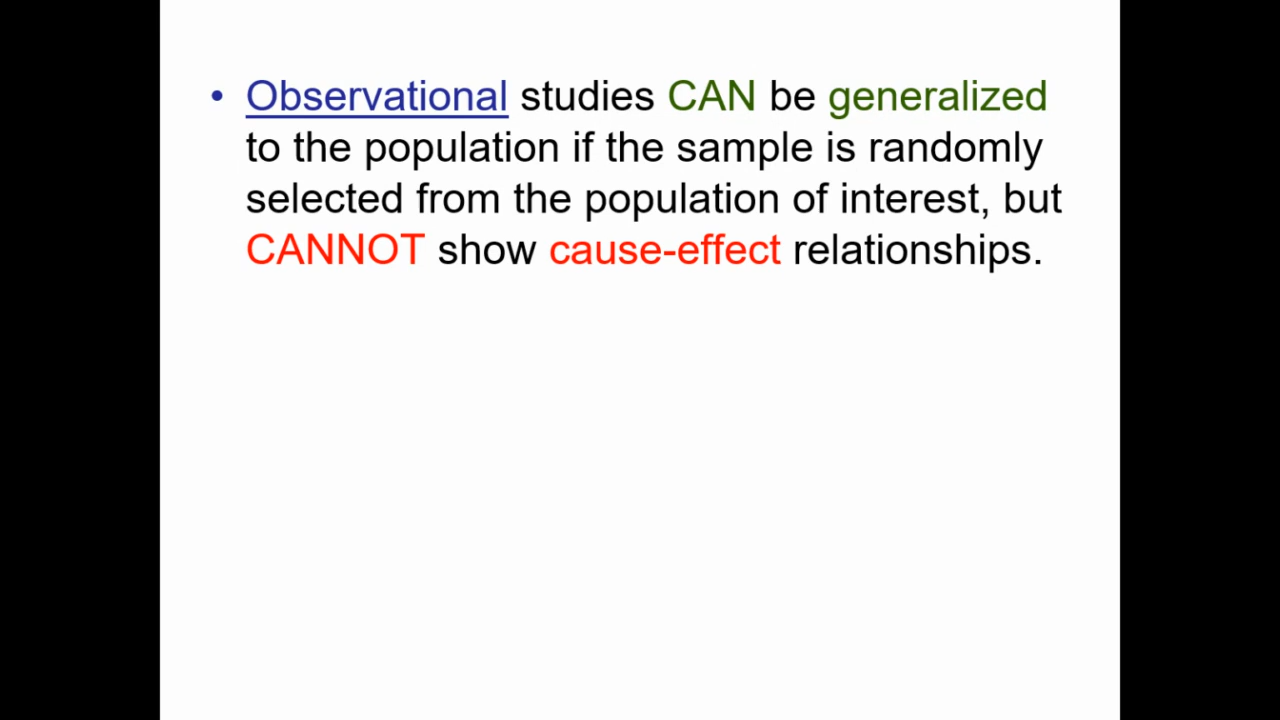 • Observational studies CAN be generalized
to the population if the sample is randomly
selected from the population of interest, but
CANNOT show cause-effect relationships.